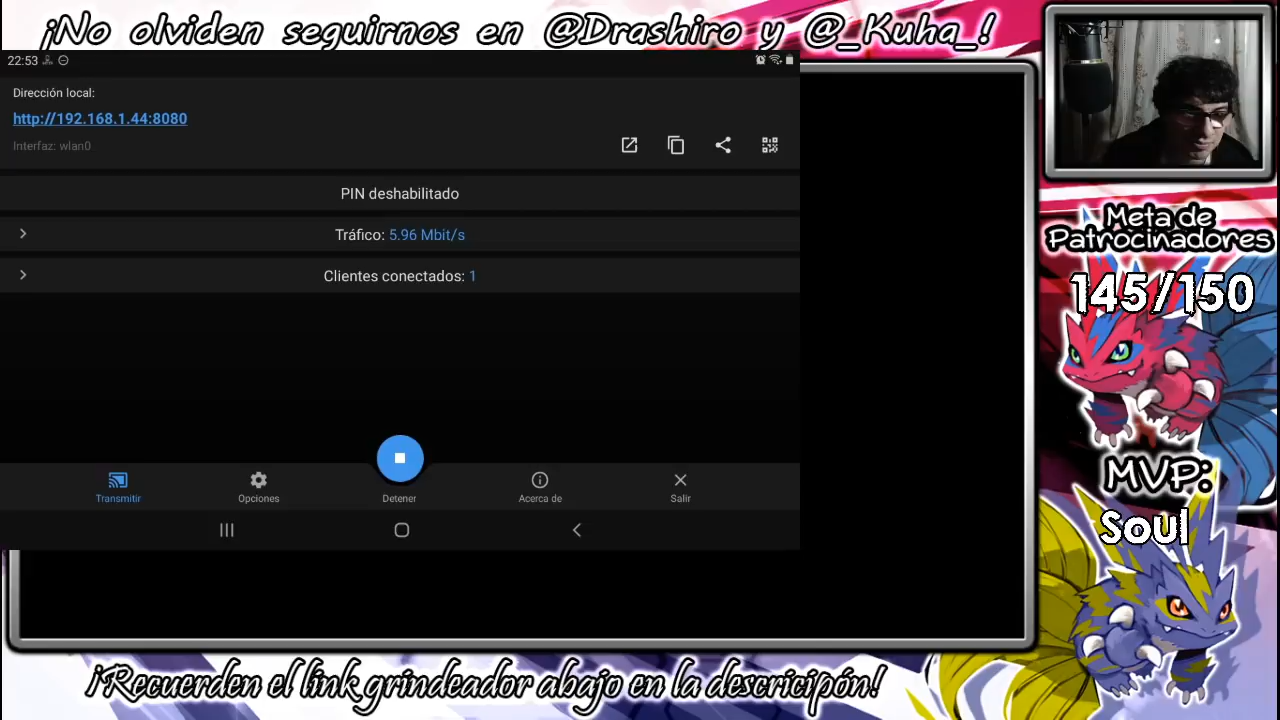 ¡No olviden seguirnos en @Drashiro y @_Kuha_!
22:53
Dirección local:
http://192.168.1.44:8080
Interfaz: wlan0
PIN deshabilitado
Tráfico: 5.96 Mbit/s
Clientes conectados: 1
Transmitir
Opciones
Detener
Acerca de
Salir
Meta de
Patrocinadores
145/150
MVP:
Soul
¡Recuerden el link grindeador abajo en la descricipón!